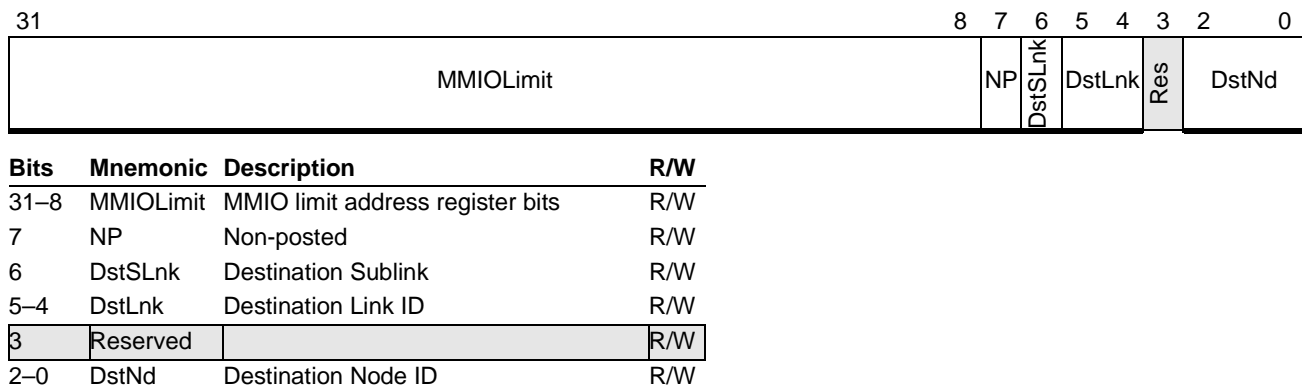 31 8 7 6 5 4 3 2 0
MMIOLimit NP DstSLnk DstLnk Res DstNd
Bits Mnemonic Description R/W
31–8 MMIOLimit MMIO limit address register bits R/W
7 NP Non-posted R/W
6 DstSLnk Destination Sublink R/W
5–4 DstLnk Destination Link ID R/W
3 Reserved R/W
2–0 DstNd Destination Node ID R/W